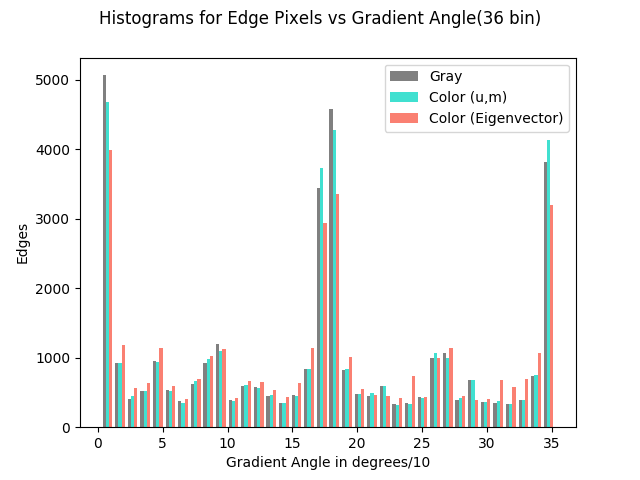 Histograms for Edge Pixels vs Gradient Angle(36 bin)
Gray
Color (u,m)
Color (Eigenvector)
5000
4000
3000
2000
1000
0
Edges
0 5 10 15 20 25 30 35
Gradient Angle in degrees/10